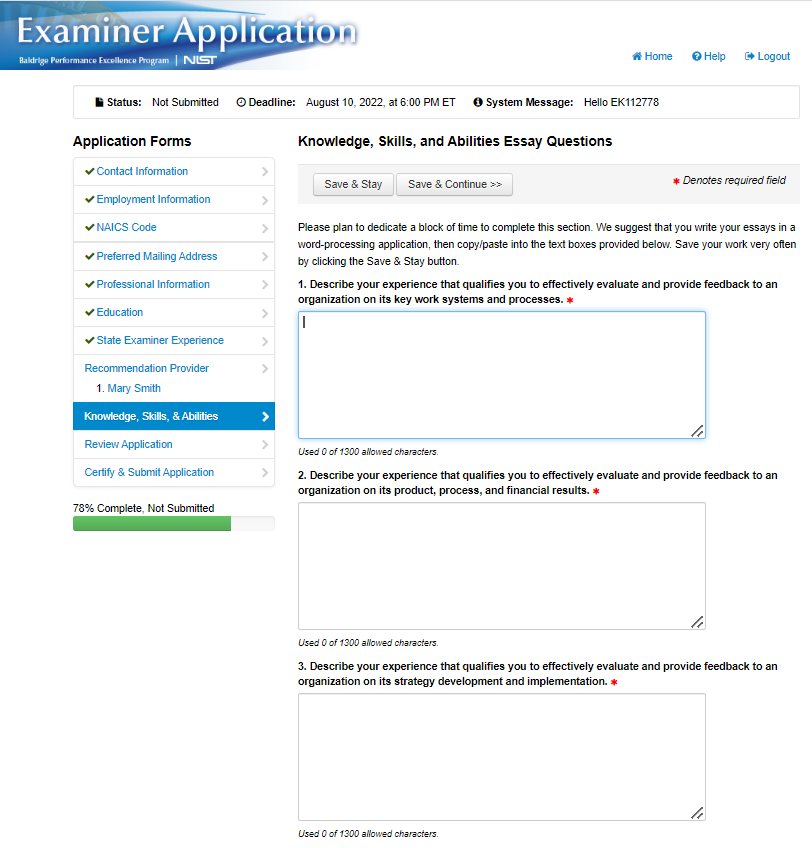 Examiner Application
Baldrige Performance Excellence Program | NIST
Home Help Logout
Status: Not Submitted Deadline: August 10, 2022, at 6:00 PM ET System Message: Hello EK112778
Application Forms
Contact Information
Employment Information
NAICS Code
Preferred Mailing Address
Professional Information
Education
State Examiner Experience
Recommendation Provider
1. Mary Smith
Knowledge, Skills, & Abilities
Review Application
Certify & Submit Application
78% Complete, Not Submitted
Knowledge, Skills, and Abilities Essay Questions
Save & Stay Save & Continue >> * Denotes required field
Please plan to dedicate a block of time to complete this section. We suggest that you write your essays in a
word-processing application, then copy/paste into the text boxes provided below. Save your work very often
by clicking the Save & Stay button.
1. Describe your experience that qualifies you to effectively evaluate and provide feedback to an
organization on its key work systems and processes. *
Used 0 of 1300 allowed characters.
2. Describe your experience that qualifies you to effectively evaluate and provide feedback to an
organization on its product, process, and financial results. *
Used 0 of 1300 allowed characters.
3. Describe your experience that qualifies you to effectively evaluate and provide feedback to an
organization on its strategy development and implementation. *
Used 0 of 1300 allowed characters.